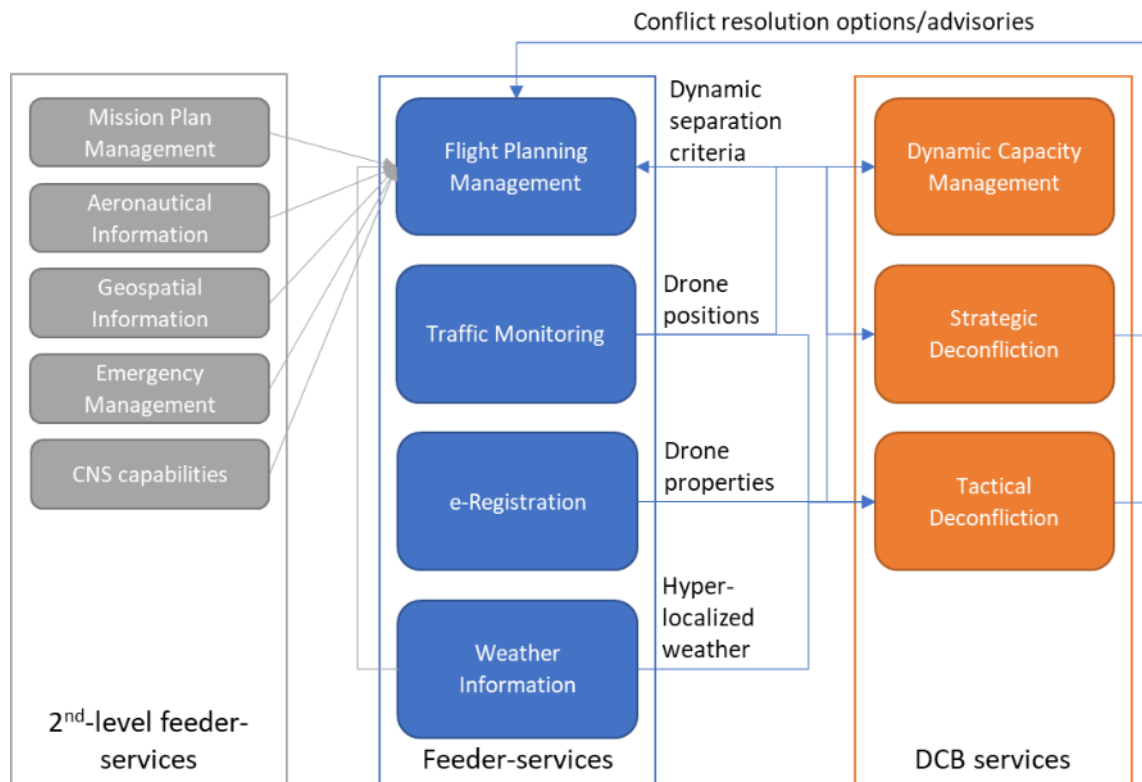 Conflict resolution options/advisories
Mission Plan
Management
Aeronautical
Information
Geospatial
Information
Emergency
Management
CNS capabilities
2nd-level feeder-
services
Flight Planning
Management
Traffic Monitoring
e-Registration
Weather
Information
Feeder-services
Dynamic
separation
criteria
Drone
positions
Drone
properties
Hyper-
localized
weather
Dynamic Capacity
Management
Strategic
Deconfliction
Tactical
Deconfliction
DCB services